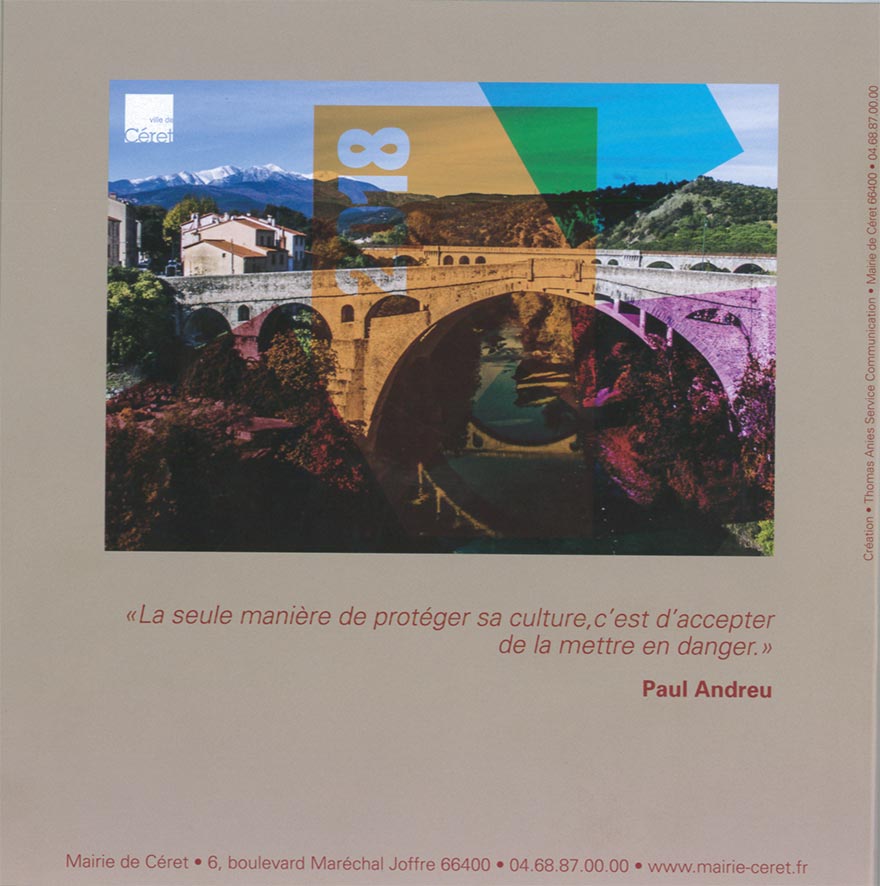 ville de
Céret
2018
«La seule manière de protéger sa culture,c’est d’accepter
de la mettre en danger.»
Paul Andreu
Mairie de Céret • 6, boulevard Maréchal Joffre 66400 • 04.68.87.00.00 • www.mairie-ceret.fr
Création • Thomas Anies Service Communication • Mairie de Céret 66400 • 04.68.87.00.00